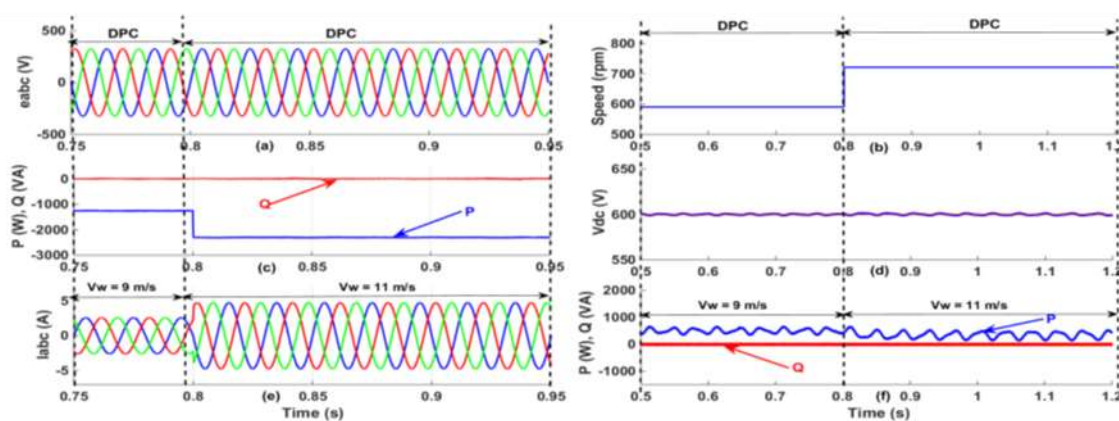 DPC DPC
500
0
-500
eabc (V)
0.75 0.8 0.85 0.9 0.95
(a)
0
-1000
-2000
-3000
P (W), Q (VA)
Q
P
0.75 0.8 0.85 0.9 0.95
(c)
Vw = 9 m/s Vw = 11 m/s
5
0
-5
Iabc (A)
0.75 0.8 0.85 0.9 0.95
(e)
Time (s)
DPC DPC
800
700
600
500
Speed (rpm)
0.5 0.6 0.7 0.8 0.9 1 1.1 1.2
(b)
650
600
550
Vdc (V)
0.5 0.6 0.7 0.8 0.9 1 1.1 1.2
(d)
Vw = 9 m/s Vw = 11 m/s
2000
1000
0
-1000
P (W), Q (VA)
P
Q
0.5 0.6 0.7 0.8 0.9 1 1.1 1.2
(f)
Time (s)